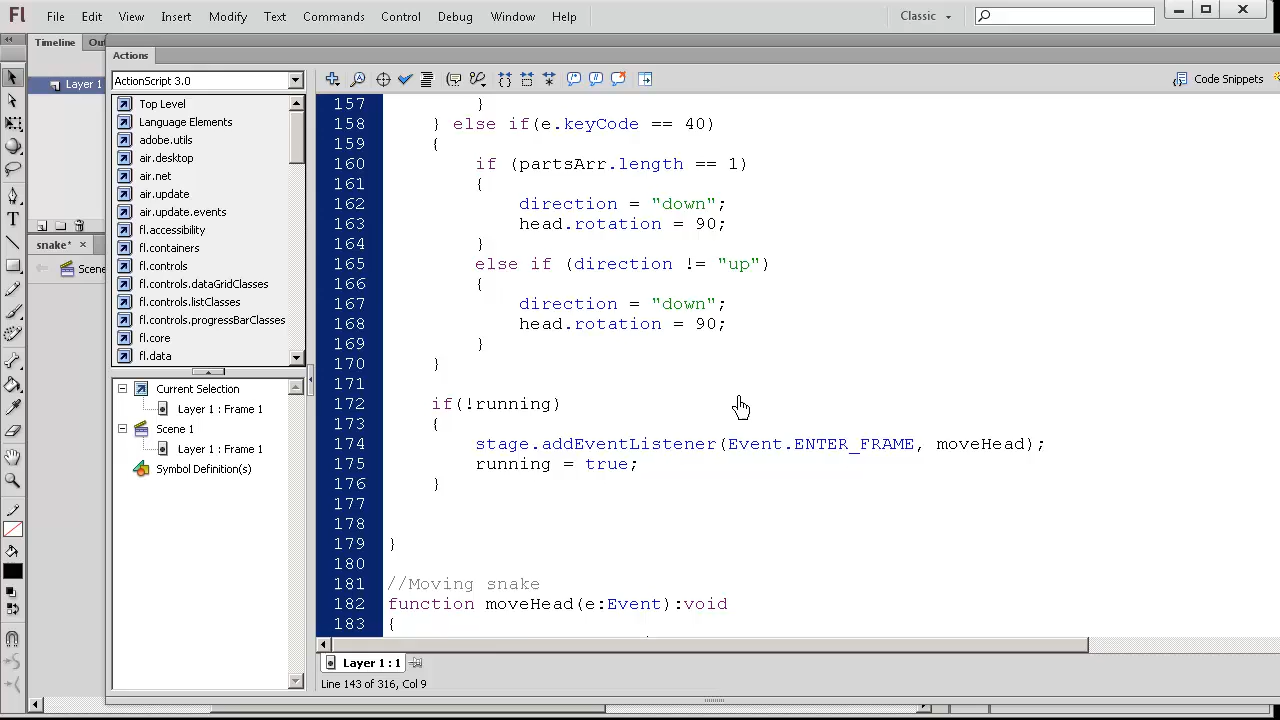 Fl File Edit View Insert Modify Text Commands Control Debug Window Help Classic
Timeline Ou
Actions
Layer 1
ActionScript 3.0
Code Snippets
Top Level
Language Elements
adobe.utils
air.desktop
air.net
air.update
air.update.events
fl.accessibility
fl.containers
fl.controls
fl.controls.dataGridClasses
fl.controls.listClasses
fl.controls.progressBarClasses
fl.core
fl.data
snake*
Scene
Current Selection
Layer 1 : Frame 1
Scene 1
Layer 1 : Frame 1
Symbol Definition(s)
157 }
158 } else if(e.keyCode == 40)
159 {
160 if (partsArr.length == 1)
161 {
162 direction = "down";
163 head.rotation = 90;
164 }
165 else if (direction != "up")
166 {
167 direction = "down";
168 head.rotation = 90;
169 }
170 }
171
172 if(!running)
173 {
174 stage.addEventListener(Event.ENTER_FRAME, moveHead);
175 running = true;
176 }
177
178
179 }
180
181 //Moving snake
182 function moveHead(e:Event):void
183 {
Layer 1 : 1
Line 143 of 316, Col 9